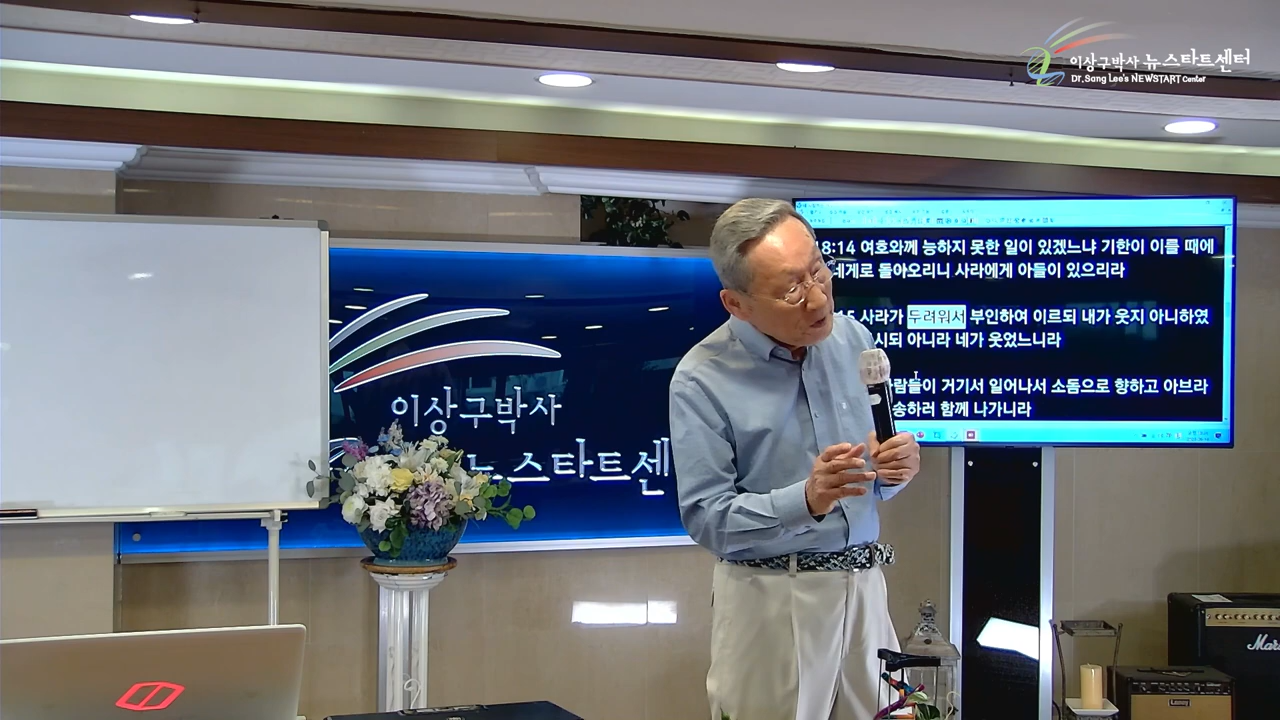 이상구박사 뉴스타트센터
Dr. Sang Lee's NEWSTART Center
8:14 여호와께 능하지 못한 일이 있겠느냐 기한이 이를 때에
네게로 돌아오리니 사라에게 아들이 있으리라
15 사라가 두려워서 부인하여 이르되 내가 웃지 아니하였
시되 아니라 네가 웃었느니라
람들이 거기서 일어나서 소돔으로 향하고 아브라
송하러 함께 나가니라
이상구박사
뉴스타트센
Mars
Laney